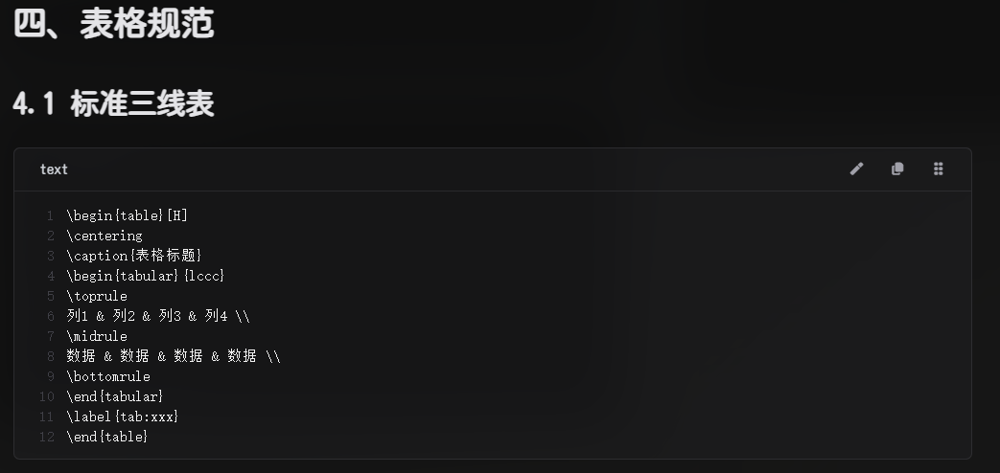 四、表格规范
4.1 标准三线表
text
1 \begin{table}[H]
2 \centering
3 \caption{表格标题}
4 \begin{tabular}{lccc}
5 \toprule
6 列1 & 列2 & 列3 & 列4 \\
7 \midrule
8 数据 & 数据 & 数据 & 数据 \\
9 \bottomrule
10 \end{tabular}
11 \label{tab:xxx}
12 \end{table}